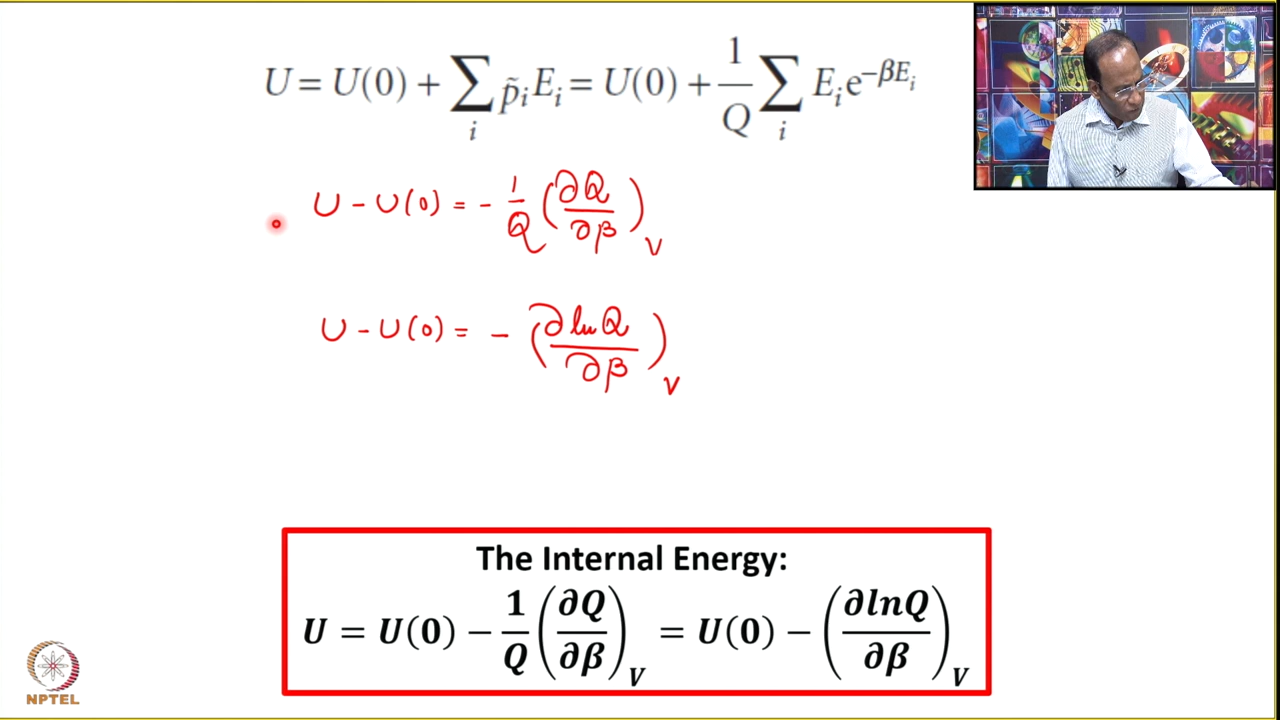 U = U(0) + ∑ᵢ p̃ᵢEᵢ = U(0) + 1/Q ∑ᵢ Eᵢe^(−βEᵢ)
U − U(0) = − 1/Q (∂Q/∂β)_V
U − U(0) = − (∂ln Q/∂β)_V
The Internal Energy:
U = U(0) − 1/Q (∂Q/∂β)_V = U(0) − (∂lnQ/∂β)_V
NPTEL